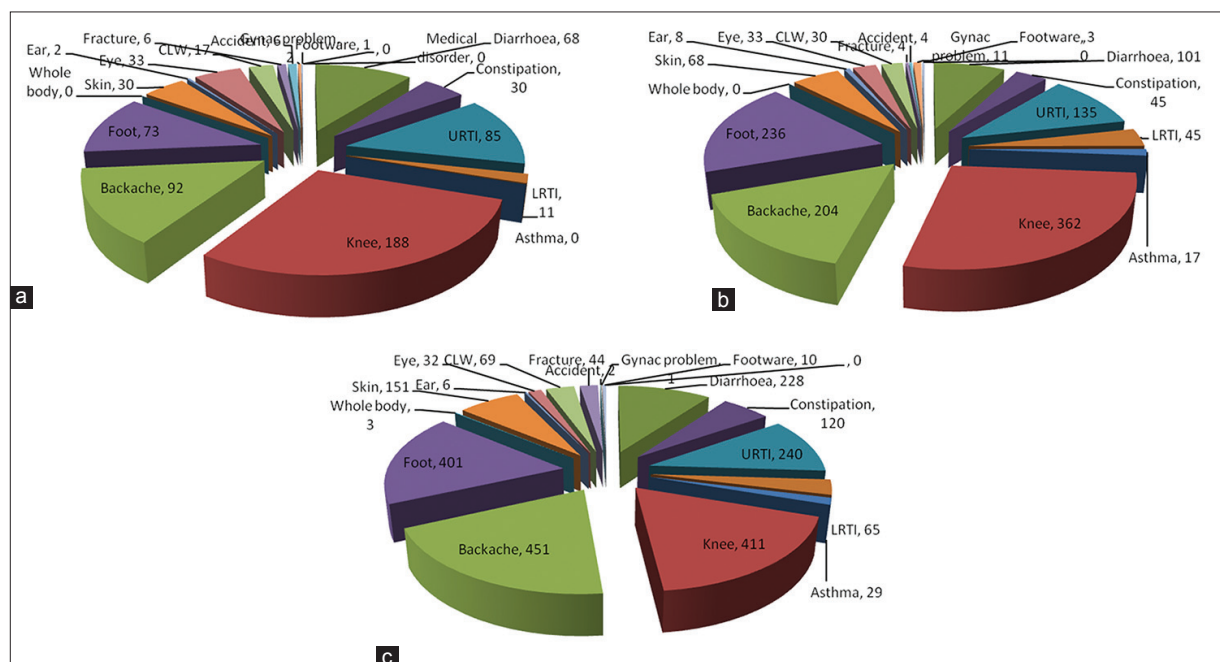 Fracture, 6
Gynac problem,
2
Ear, 2
CLW, 17
Accident, 6
Footware, 1
, 0
Medical
disorder, 0
Diarrhoea, 68
Eye, 33
Constipation,
30
Whole
body, 0
Skin, 30
URTI, 85
Foot, 73
LRTI,
11
Backache, 92
Knee, 188
Asthma, 0
a
Ear, 8
Eye, 33
CLW, 30
Accident, 4
Fracture, 4
Gynac
problem, 11
Footware, 3
0
Diarrhoea, 101
Skin, 68
Constipation,
45
Whole body, 0
URTI, 135
Foot, 236
LRTI, 45
Backache, 204
Knee, 362
Asthma, 17
b
Eye, 32
CLW, 69
Fracture, 44
Accident, 2
Gynac problem,
1
Footware, 10
, 0
Diarrhoea, 228
Skin, 151
Ear, 6
Constipation,
120
Whole body,
3
Foot, 401
URTI, 240
LRTI, 65
Backache, 451
Knee, 411
Asthma, 29
c